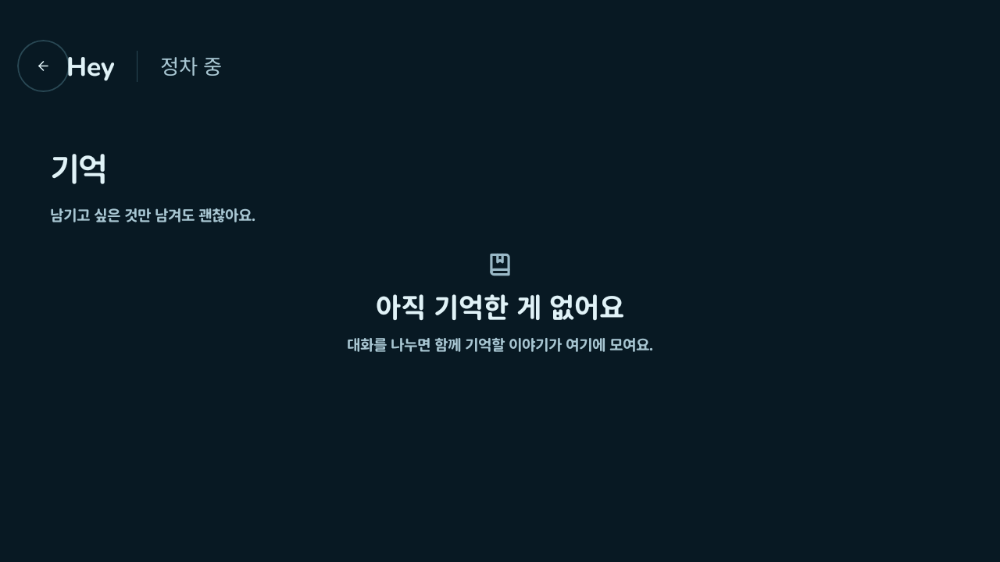 Hey 정차 중
기억
남기고 싶은 것만 남겨도 괜찮아요.
아직 기억한 게 없어요
대화를 나누면 함께 기억할 이야기가 여기에 모여요.